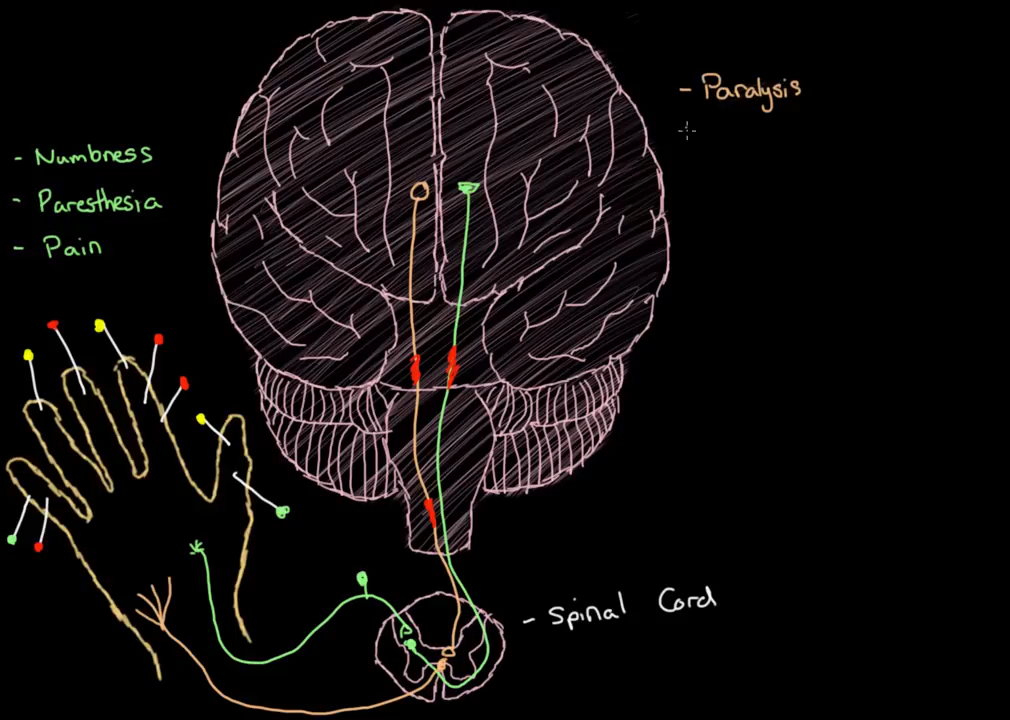 - Paralysis
- Numbness
- Paresthesia
- Pain
- Spinal Cord